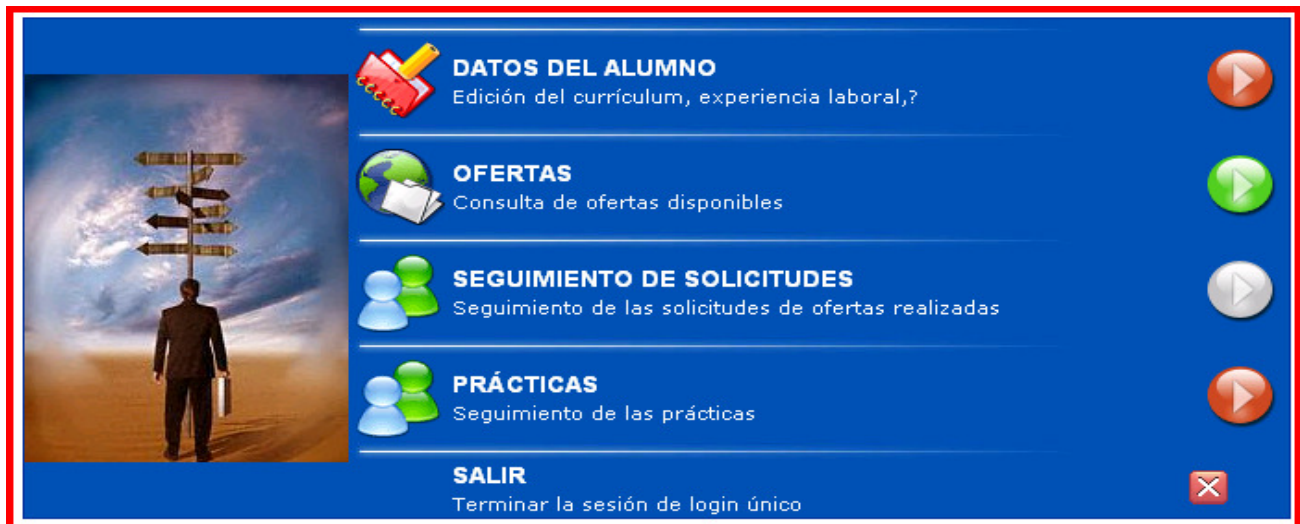 DATOS DEL ALUMNO
Edición del currículum, experiencia laboral,?
OFERTAS
Consulta de ofertas disponibles
SEGUIMIENTO DE SOLICITUDES
Seguimiento de las solicitudes de ofertas realizadas
PRÁCTICAS
Seguimiento de las prácticas
SALIR
Terminar la sesión de login único